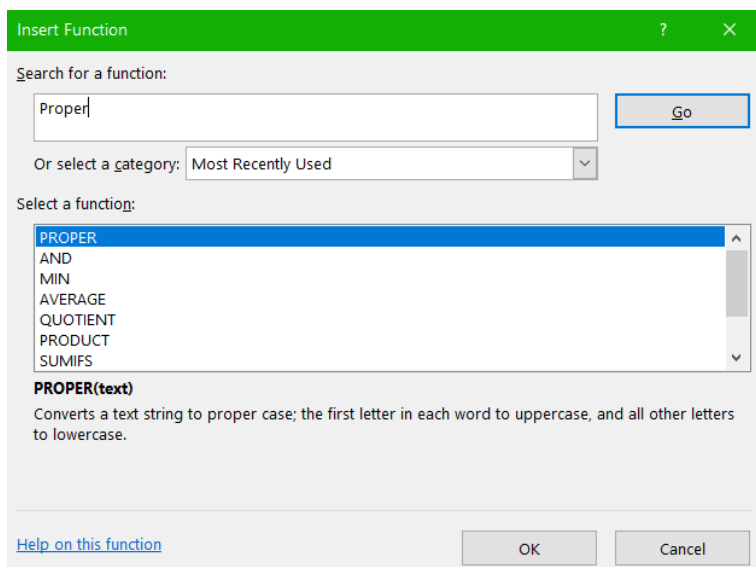 Insert Function ? ×
Search for a function:
Proper
Go
Or select a category: Most Recently Used
Select a function:
PROPER
AND
MIN
AVERAGE
QUOTIENT
PRODUCT
SUMIFS
PROPER(text)
Converts a text string to proper case; the first letter in each word to uppercase, and all other letters
to lowercase.
Help on this function
OK
Cancel